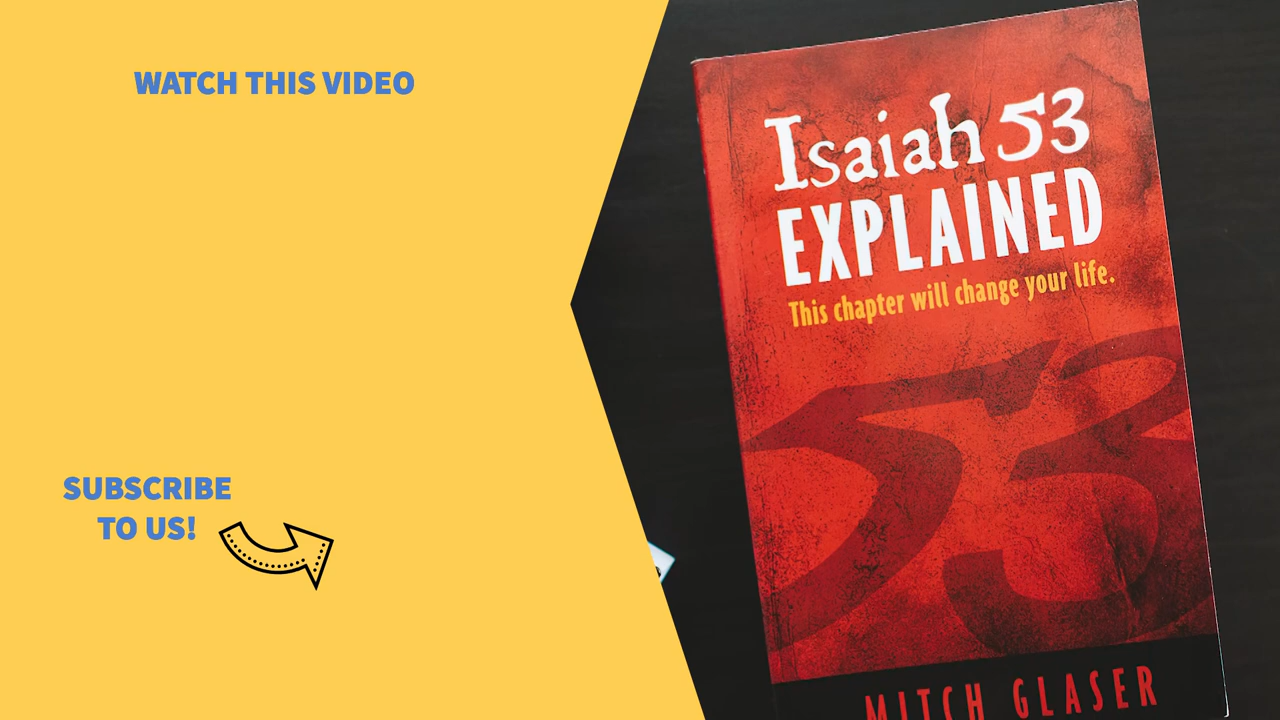 WATCH THIS VIDEO
SUBSCRIBE
TO US!
Isaiah 53
EXPLAINED
This chapter will change your life.
53
MITCH GLASER